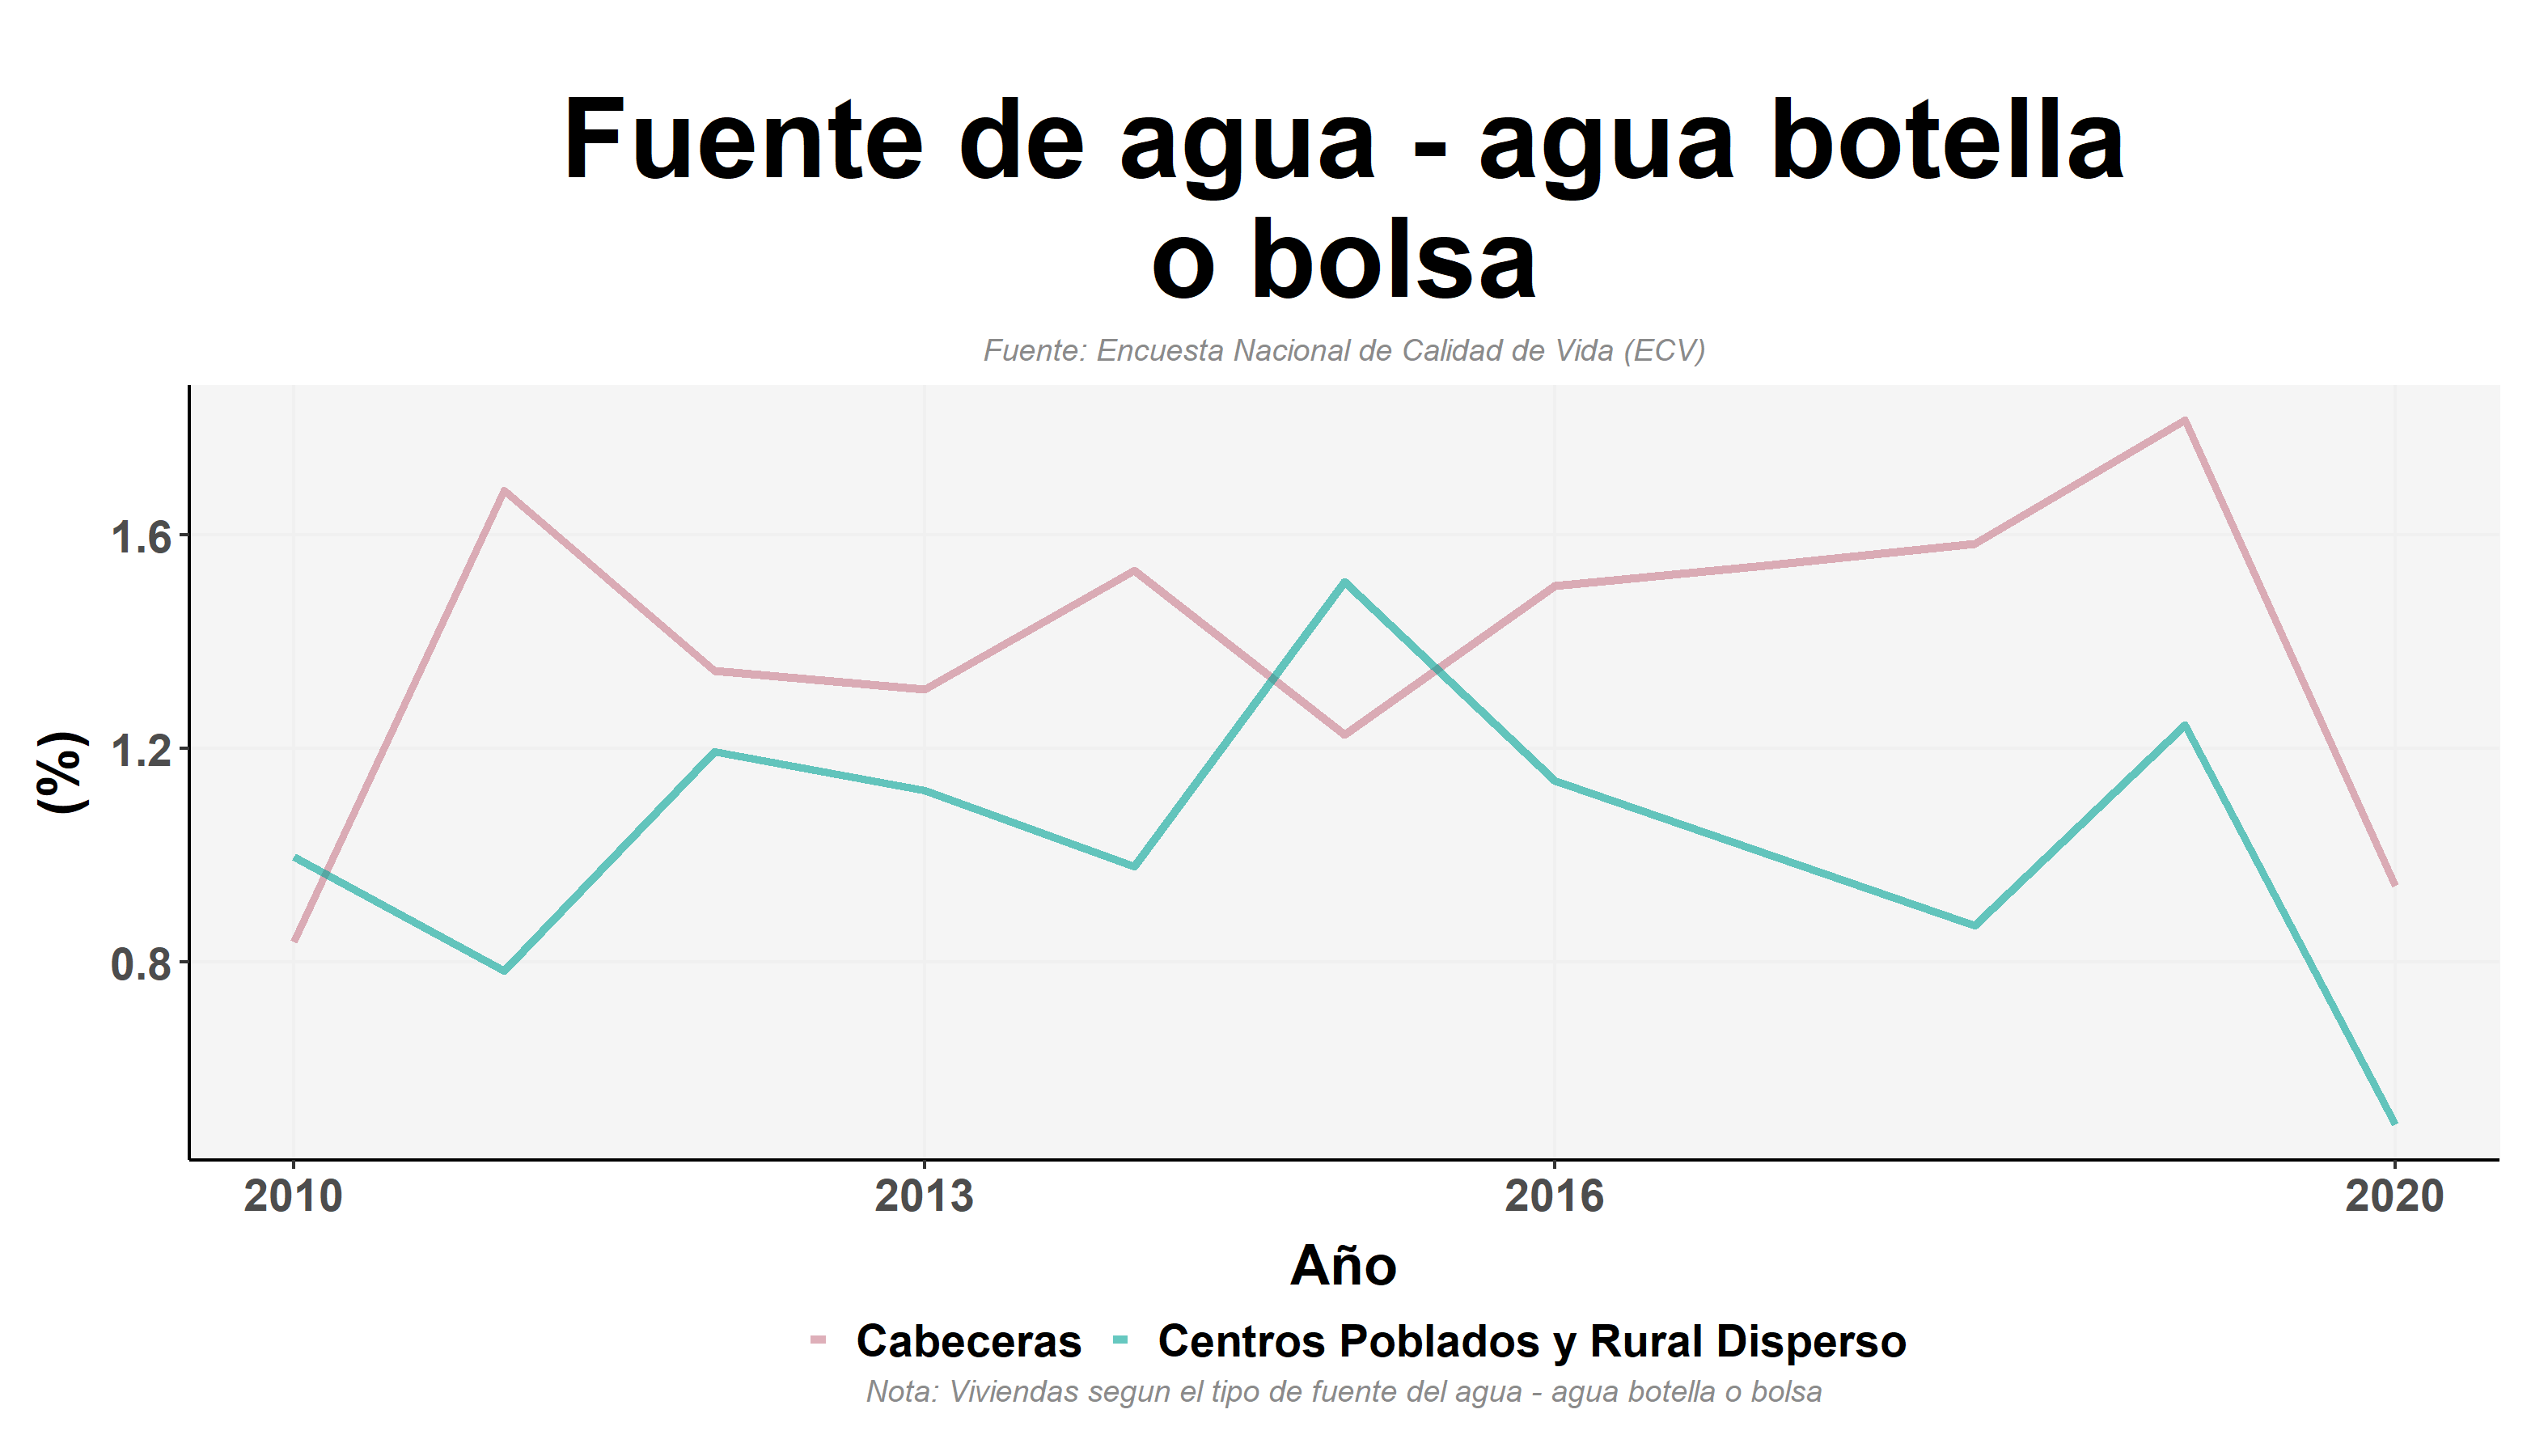 Fuente de agua - agua botella
o bolsa
Fuente: Encuesta Nacional de Calidad de Vida (ECV)
(%)
1.6
1.2
0.8
2010 2013 2016 2020
Año
Cabeceras Centros Poblados y Rural Disperso
Nota: Viviendas segun el tipo de fuente del agua - agua botella o bolsa